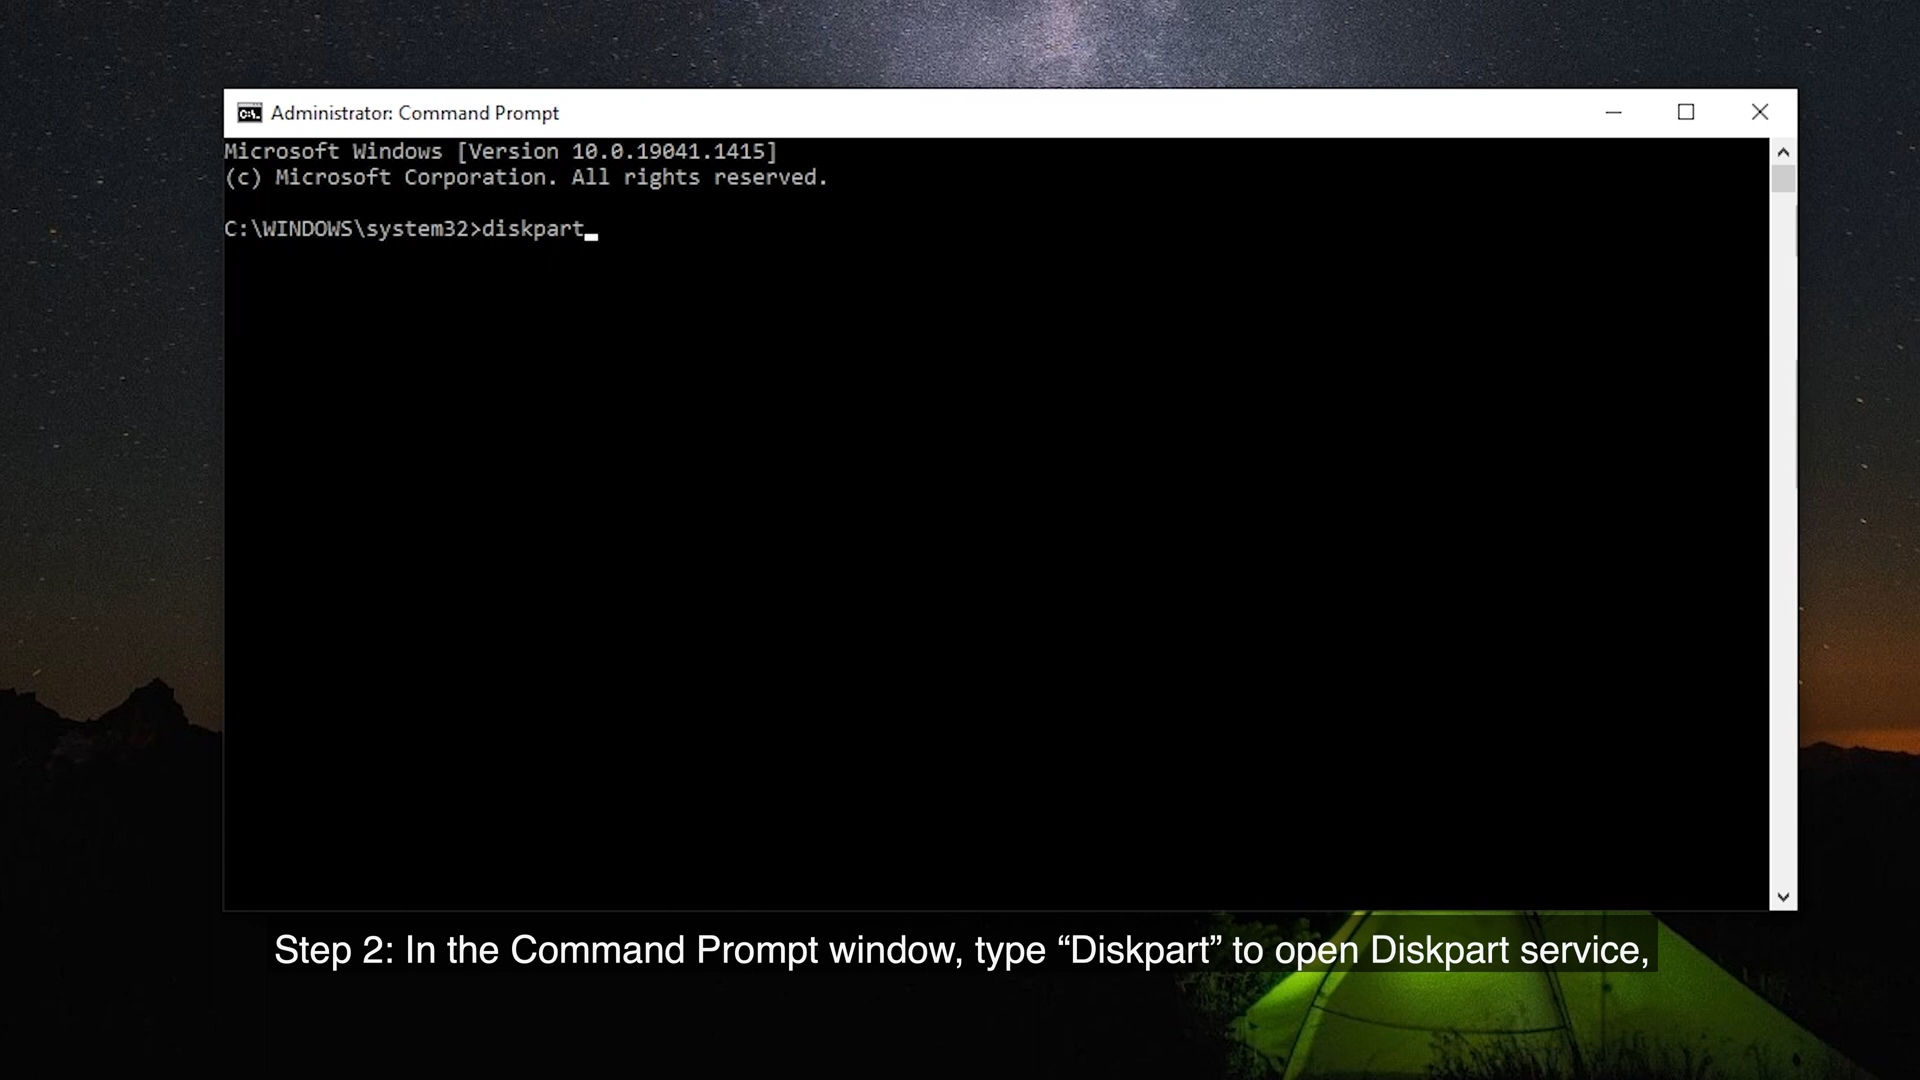 Administrator: Command Prompt
Microsoft Windows [Version 10.0.19041.1415]
(c) Microsoft Corporation. All rights reserved.
C:\WINDOWS\system32>diskpart
Step 2: In the Command Prompt window, type “Diskpart” to open Diskpart service,